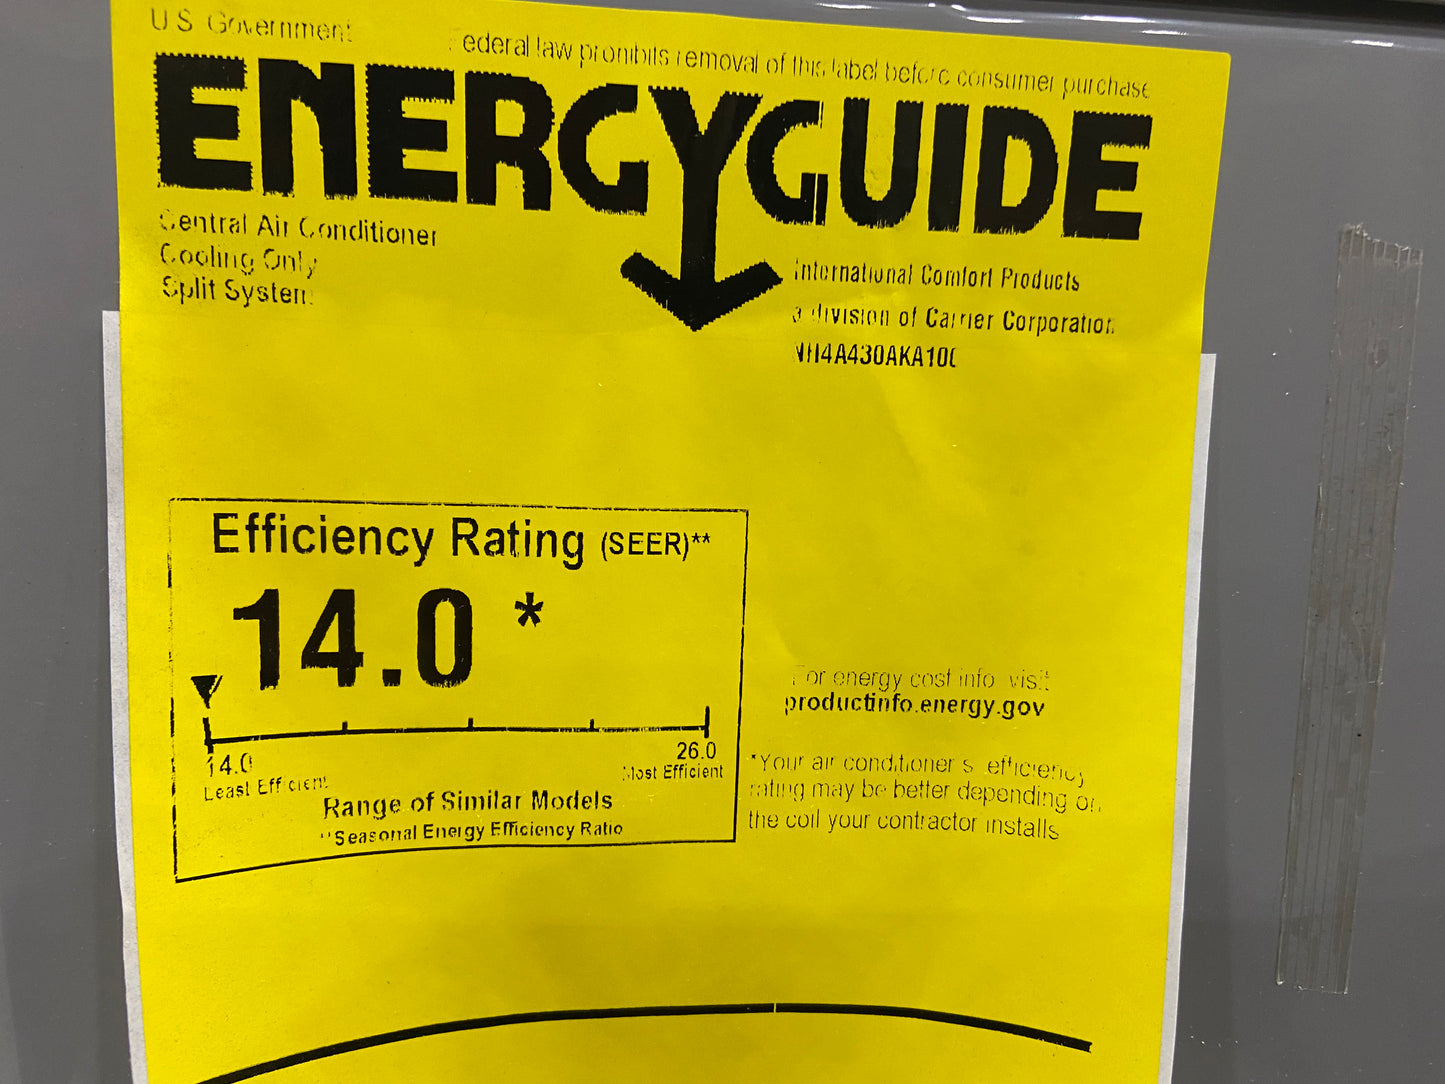 U.S. Government
Federal law prohibits removal of this label before consumer purchase
ENERGYGUIDE
Central Air Conditioner
Cooling Only
Split System
International Comfort Products
a division of Carrier Corporation
Efficiency Rating (SEER)**
14.0 *
14.0
Least Efficient
26.0
Most Efficient
Range of Similar Models
**Seasonal Energy Efficiency Ratio
For energy cost info, visit
productinfo.energy.gov
*Your air conditioner's efficiency
rating may be better depending on
the coil your contractor installs